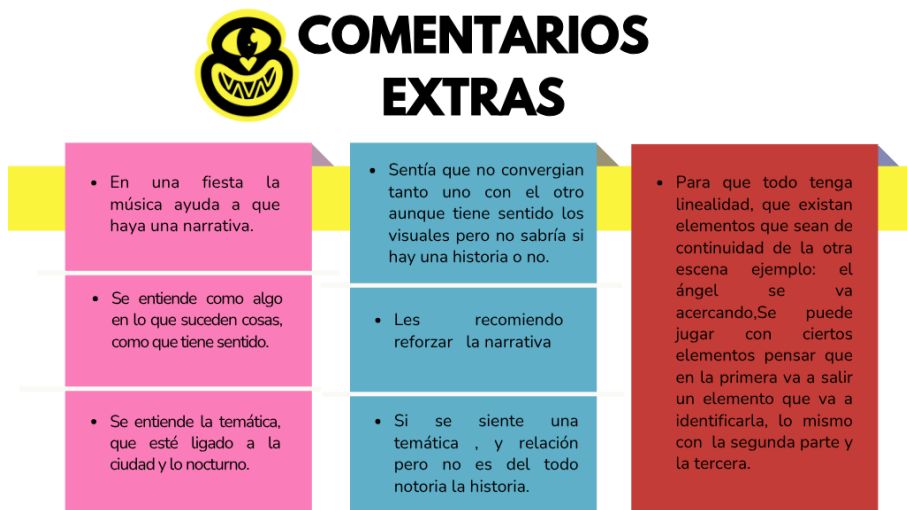 COMENTARIOS
EXTRAS
En una fiesta la
música ayuda a que
haya una narrativa.
Se entiende como algo
en lo que suceden cosas,
como que tiene sentido.
Se entiende la temática,
que esté ligado a la
ciudad y lo nocturno.
Sentía que no convergian
tanto uno con el otro
aunque tiene sentido los
visuales pero no sabría si
hay una historia o no.
Les recomiendo
reforzar la narrativa
Si se siente una
temática , y relación
pero no es del todo
notoria la historia.
Para que todo tenga
linealidad, que existan
elementos que sean de
continuidad de la otra
escena ejemplo: el
ángel se va
acercando,Se puede
jugar con ciertos
elementos pensar que
en la primera va a salir
un elemento que va a
identificarla, lo mismo
con la segunda parte y
la tercera.